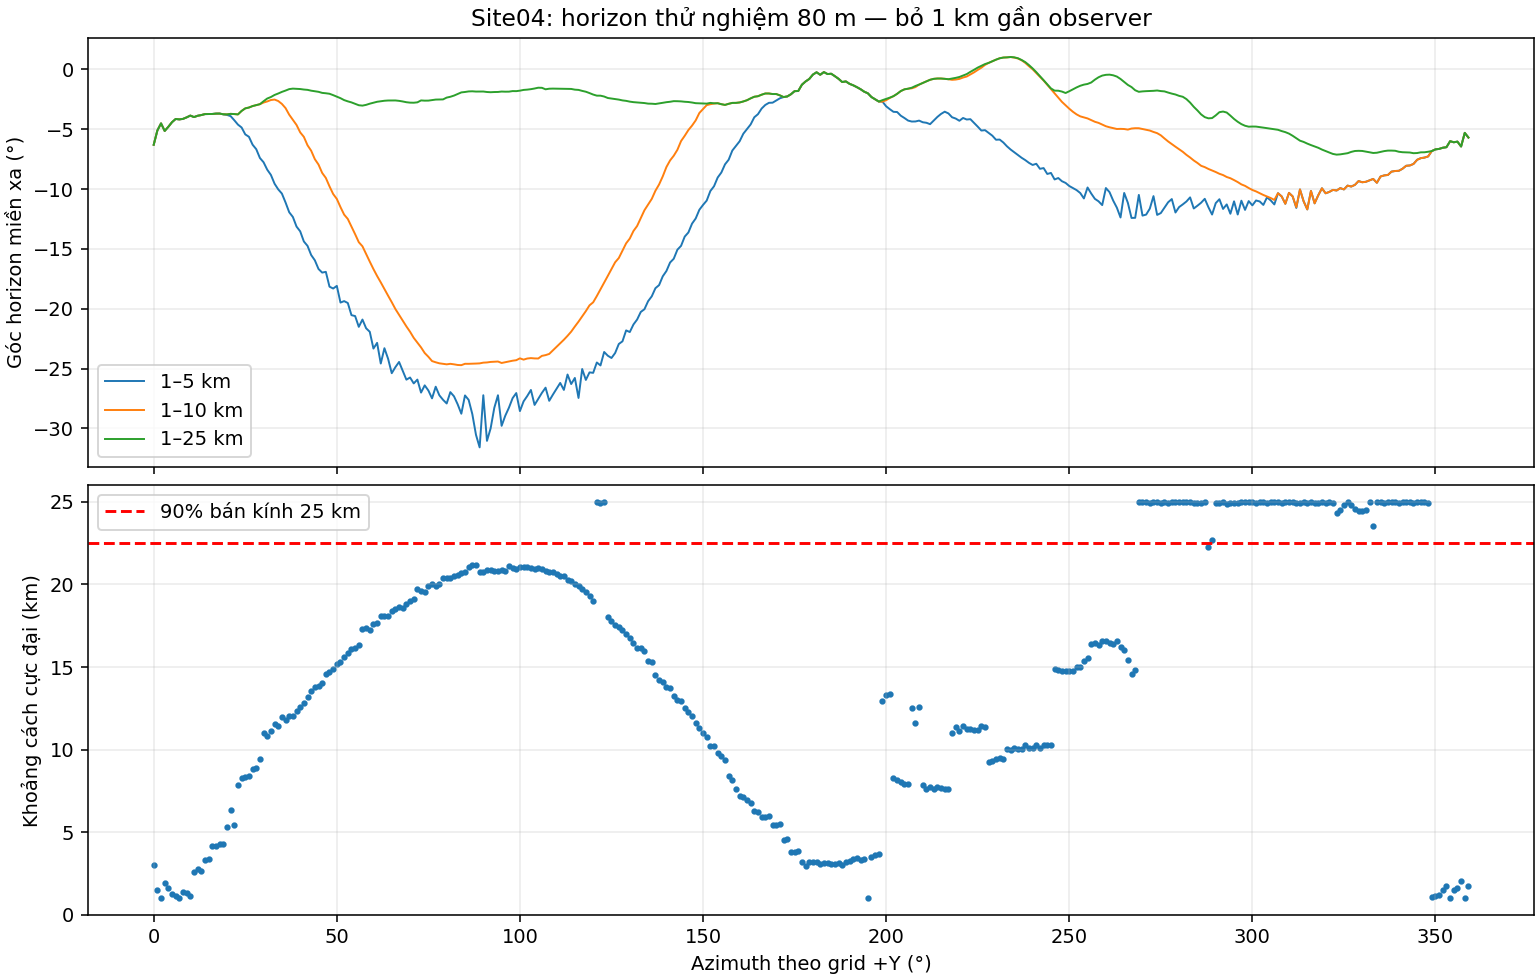 Site04: horizon thử nghiệm 80 m — bỏ 1 km gần observer
Góc horizon miền xa (°)
0
−5
−10
−15
−20
−25
−30
1–5 km
1–10 km
1–25 km
Khoảng cách cực đại (km)
25
20
15
10
5
0
90% bán kính 25 km
0
50
100
150
200
250
300
350
Azimuth theo grid +Y (°)